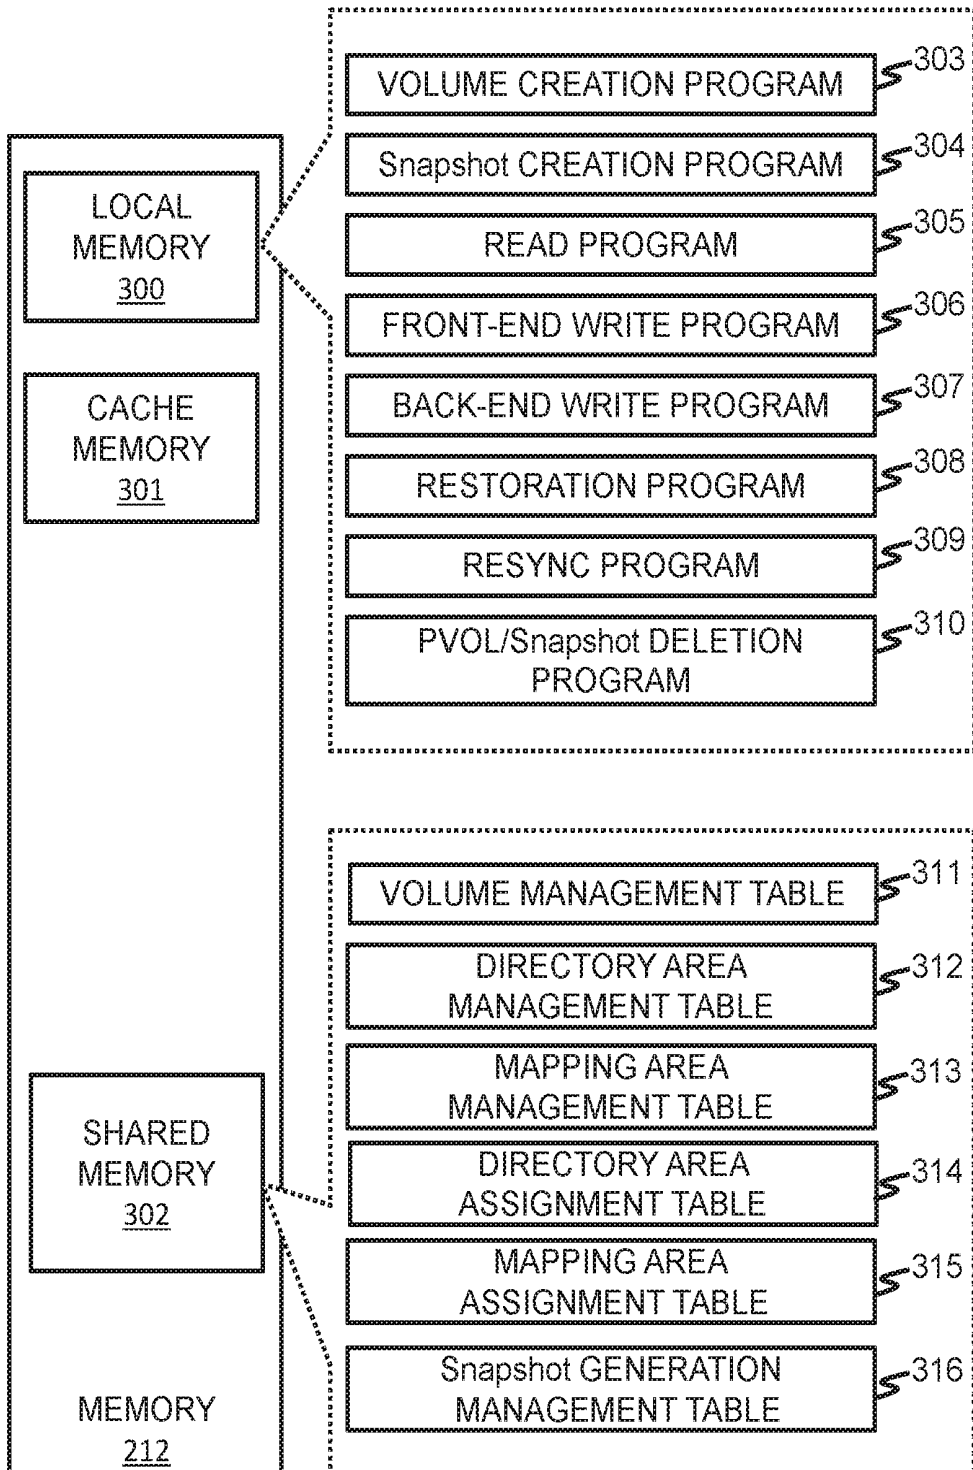 LOCAL
MEMORY
300
CACHE
MEMORY
301
SHARED
MEMORY
302
MEMORY
212
VOLUME CREATION PROGRAM
303
Snapshot CREATION PROGRAM
304
READ PROGRAM
305
FRONT-END WRITE PROGRAM
306
BACK-END WRITE PROGRAM
307
RESTORATION PROGRAM
308
RESYNC PROGRAM
309
PVOL/Snapshot DELETION
PROGRAM
310
VOLUME MANAGEMENT TABLE
311
DIRECTORY AREA
MANAGEMENT TABLE
312
MAPPING AREA
MANAGEMENT TABLE
313
DIRECTORY AREA
ASSIGNMENT TABLE
314
MAPPING AREA
ASSIGNMENT TABLE
315
Snapshot GENERATION
MANAGEMENT TABLE
316